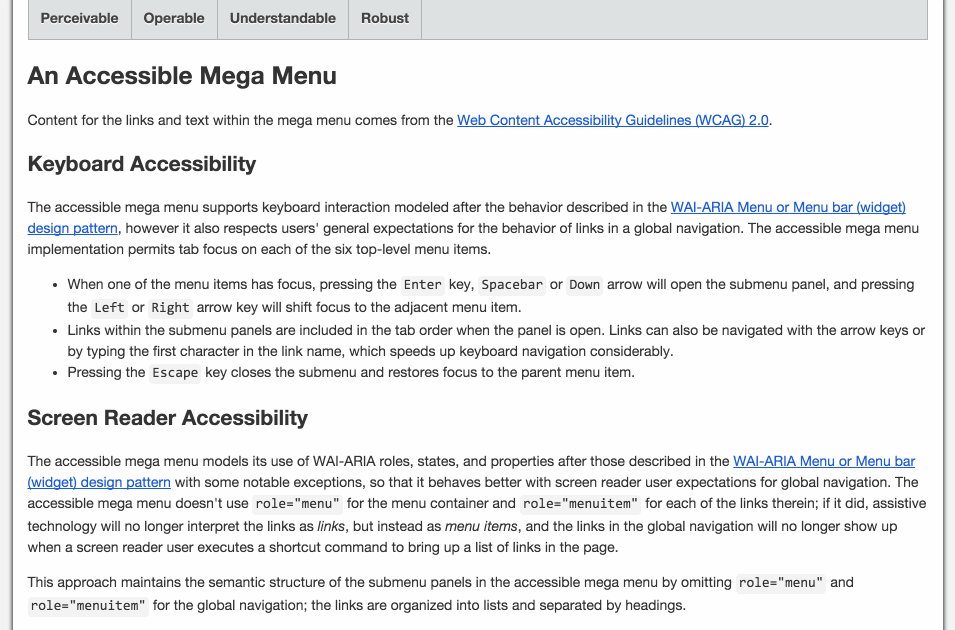 Perceivable Operable Understandable Robust
An Accessible Mega Menu
Content for the links and text within the mega menu comes from the Web Content Accessibility Guidelines (WCAG) 2.0.
Keyboard Accessibility
The accessible mega menu supports keyboard interaction modeled after the behavior described in the WAI-ARIA Menu or Menu bar (widget)
design pattern, however it also respects users' general expectations for the behavior of links in a global navigation. The accessible mega menu
implementation permits tab focus on each of the six top-level menu items.
• When one of the menu items has focus, pressing the Enter key, Spacebar or Down arrow will open the submenu panel, and pressing
the Left or Right arrow key will shift focus to the adjacent menu item.
• Links within the submenu panels are included in the tab order when the panel is open. Links can also be navigated with the arrow keys or
by typing the first character in the link name, which speeds up keyboard navigation considerably.
• Pressing the Escape key closes the submenu and restores focus to the parent menu item.
Screen Reader Accessibility
The accessible mega menu models its use of WAI-ARIA roles, states, and properties after those described in the WAI-ARIA Menu or Menu bar
(widget) design pattern with some notable exceptions, so that it behaves better with screen reader user expectations for global navigation. The
accessible mega menu doesn't use role="menu" for the menu container and role="menuitem" for each of the links therein; if it did, assistive
technology will no longer interpret the links as links, but instead as menu items, and the links in the global navigation will no longer show up
when a screen reader user executes a shortcut command to bring up a list of links in the page.
This approach maintains the semantic structure of the submenu panels in the accessible mega menu by omitting role="menu" and
role="menuitem" for the global navigation; the links are organized into lists and separated by headings.